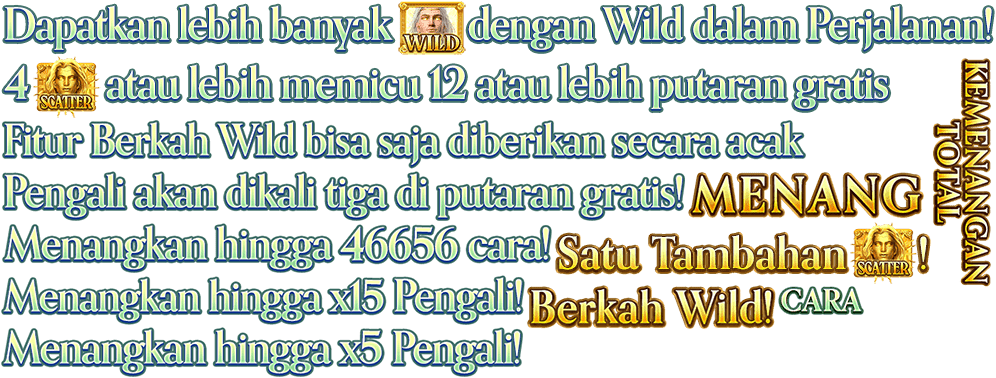 Dapatkan lebih banyak WILD dengan Wild dalam Perjalanan!
4 SCATTER atau lebih memicu 12 atau lebih putaran gratis
Fitur Berkah Wild bisa saja diberikan secara acak
Pengali akan dikali tiga di putaran gratis!
MENANG
Menangkan hingga 46656 cara!
Satu Tambahan SCATTER !
Menangkan hingga x15 Pengali!
Berkah Wild!
CARA
Menangkan hingga x5 Pengali!
KEMENANGAN
TOTAL